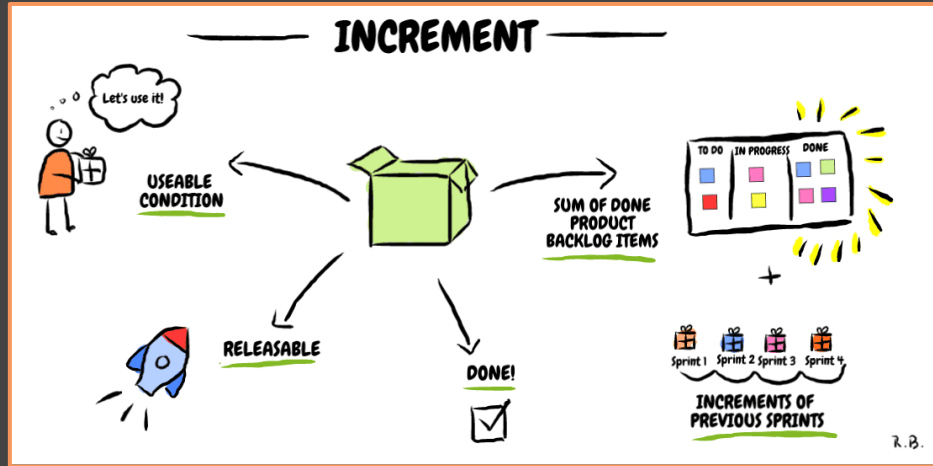 INCREMENT
Let's use it!
USEABLE
CONDITION
SUM OF DONE
PRODUCT
BACKLOG ITEMS
TO DO IN PROGRESS DONE
+
RELEASABLE
DONE!
Sprint 1 Sprint 2 Sprint 3 Sprint 4
INCREMENTS OF
PREVIOUS SPRINTS
R.B.